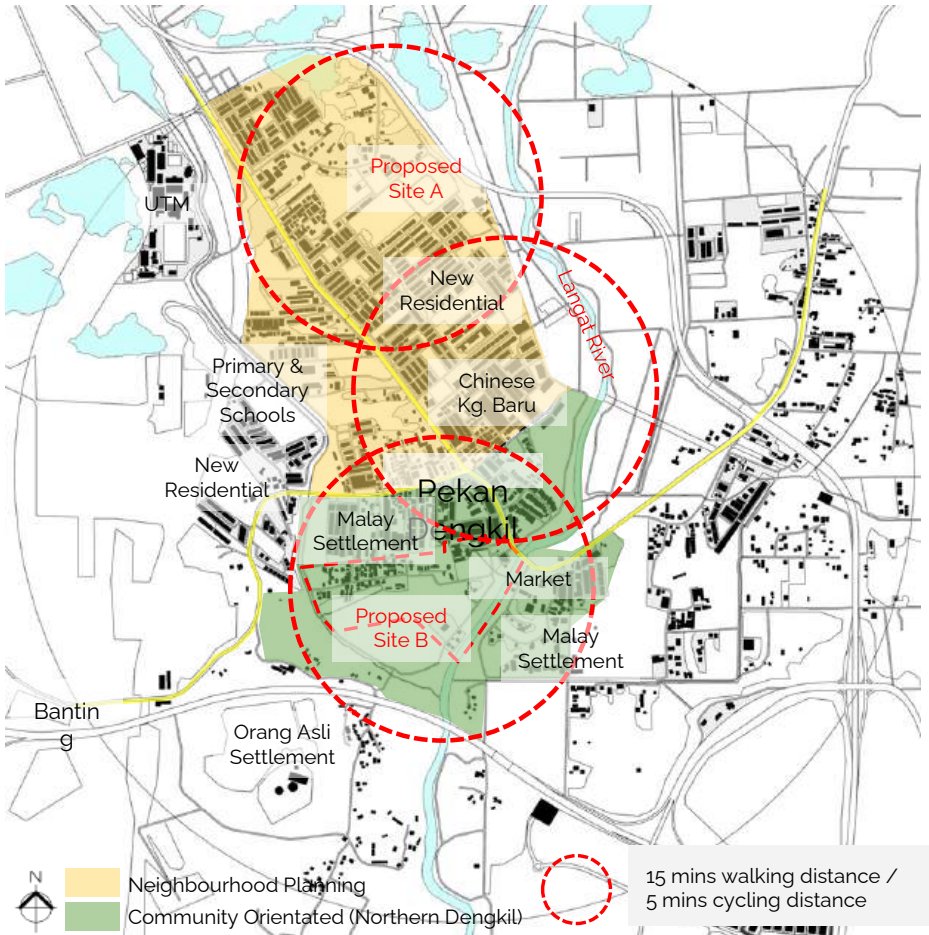 Proposed
Site A
UTM
New
Residential
Langat River
Primary &
Secondary
Schools
Chinese
Kg. Baru
New
Residential
Pekan
Dengkil
Malay
Settlement
Market
Proposed
Site B
Malay
Settlement
Bantin
g
Orang Asli
Settlement
N
Neighbourhood Planning
Community Orientated (Northern Dengkil)
15 mins walking distance /
5 mins cycling distance